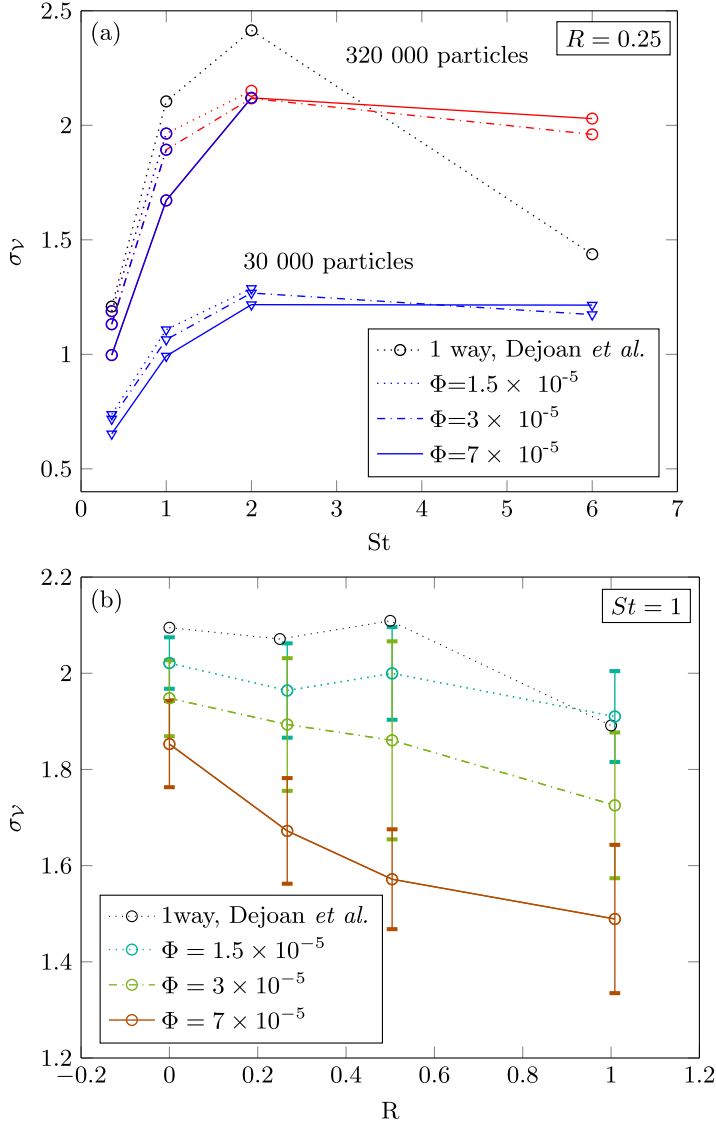 2.5
(a)
R = 0.25
320 000 particles
2
1.5
σ𝒱
30 000 particles
1
1 way, Dejoan et al.
Φ=1.5 × 10⁻⁵
Φ=3 × 10⁻⁵
Φ=7 × 10⁻⁵
0.5
0 1 2 3 4 5 6 7
St
2.2
(b)
St = 1
2
1.8
σ𝒱
1.6
1way, Dejoan et al.
Φ = 1.5 × 10⁻⁵
Φ = 3 × 10⁻⁵
Φ = 7 × 10⁻⁵
1.4
1.2
−0.2 0 0.2 0.4 0.6 0.8 1 1.2
R